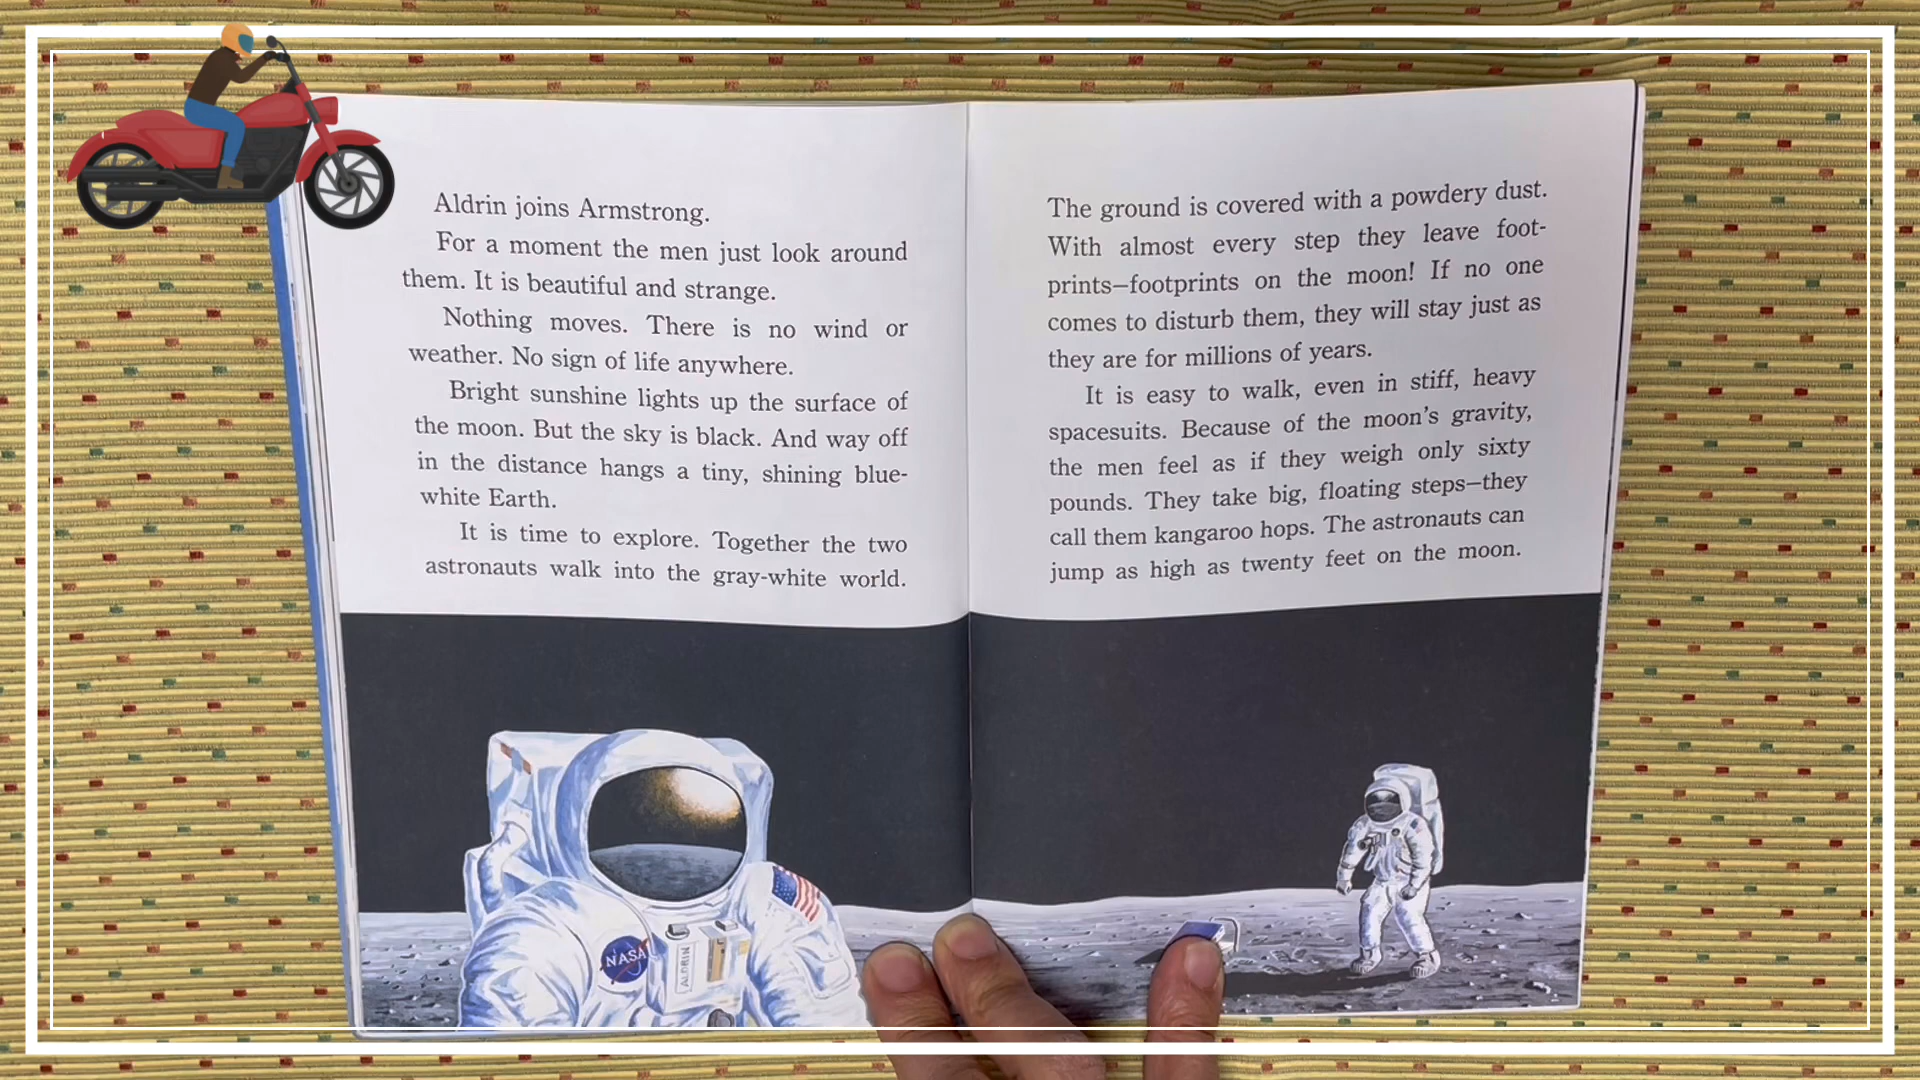 Aldrin joins Armstrong.
For a moment the men just look around
them. It is beautiful and strange.
Nothing moves. There is no wind or
weather. No sign of life anywhere.
Bright sunshine lights up the surface of
the moon. But the sky is black. And way off
in the distance hangs a tiny, shining blue-
white Earth.
It is time to explore. Together the two
astronauts walk into the gray-white world.
The ground is covered with a powdery dust.
With almost every step they leave foot-
prints—footprints on the moon! If no one
comes to disturb them, they will stay just as
they are for millions of years.
It is easy to walk, even in stiff, heavy
spacesuits. Because of the moon's gravity,
the men feel as if they weigh only sixty
pounds. They take big, floating steps—they
call them kangaroo hops. The astronauts can
jump as high as twenty feet on the moon.
NASA
ALDRIN